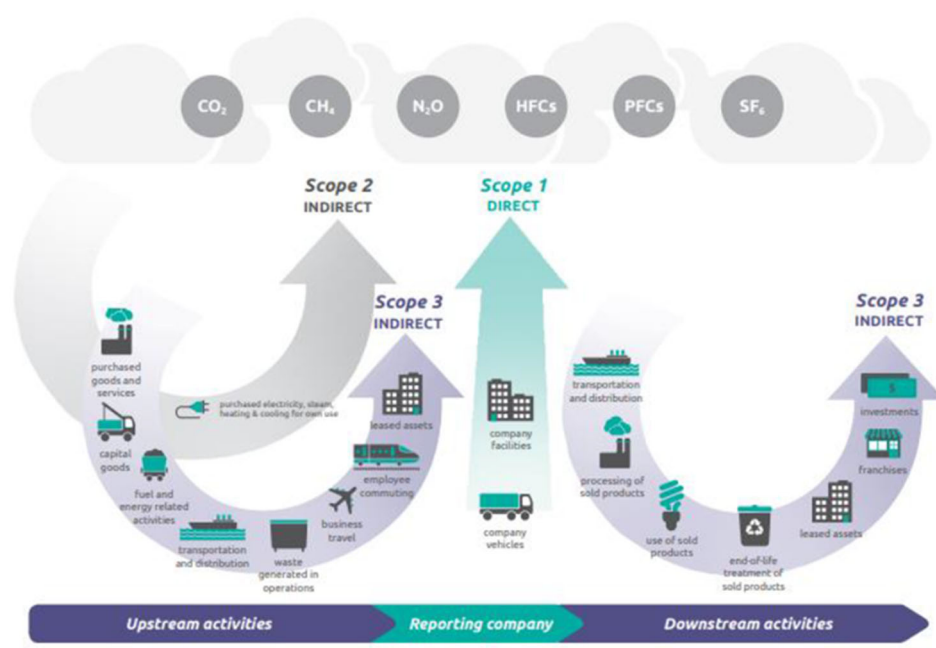 CO₂
CH₄
N₂O
HFCs
PFCs
SF₆
Scope 2
INDIRECT
Scope 1
DIRECT
Scope 3
INDIRECT
Scope 3
INDIRECT
purchased
goods and
services
capital
goods
fuel and
energy related
activities
transportation
and distribution
waste
generated in
operations
business
travel
employee
commuting
leased assets
purchased electricity, steam,
heating & cooling for own use
company
facilities
company
vehicles
transportation
and distribution
processing of
sold products
use of sold
products
end-of-life
treatment of
sold products
leased assets
franchises
$
investments
Upstream activities
Reporting company
Downstream activities